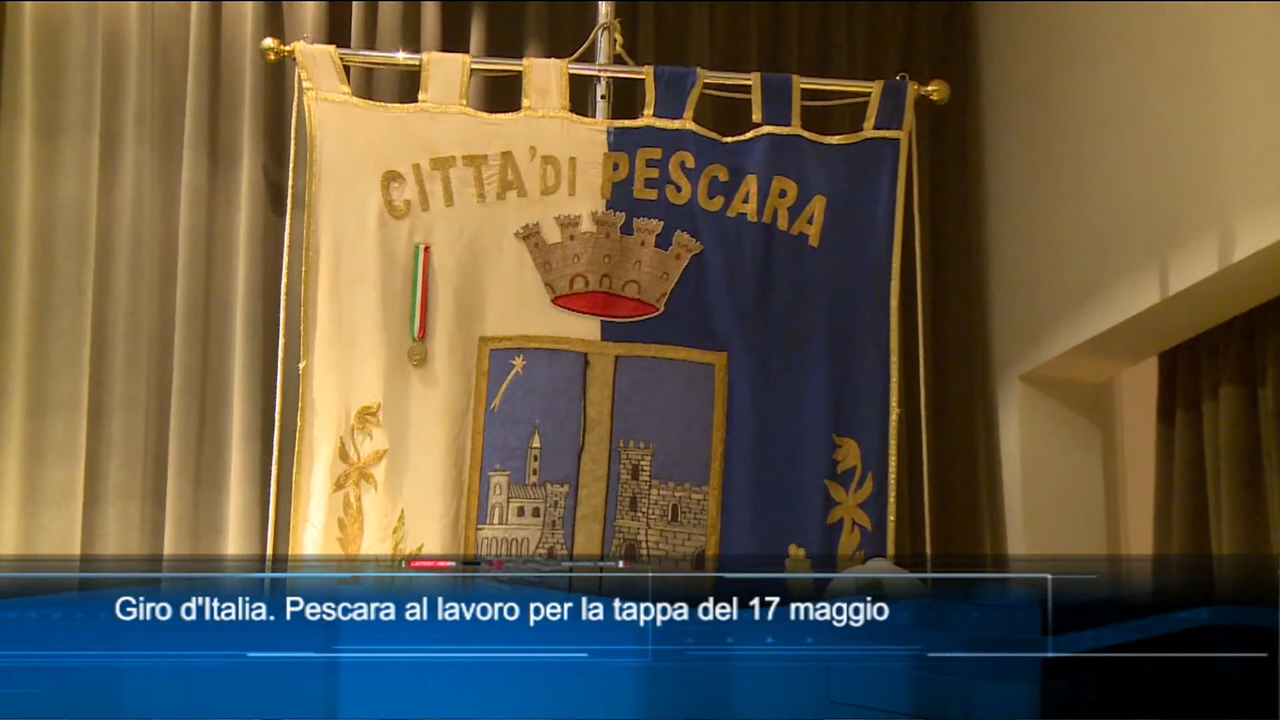 CITTA' DI PESCARA
Giro d'Italia. Pescara al lavoro per la tappa del 17 maggio